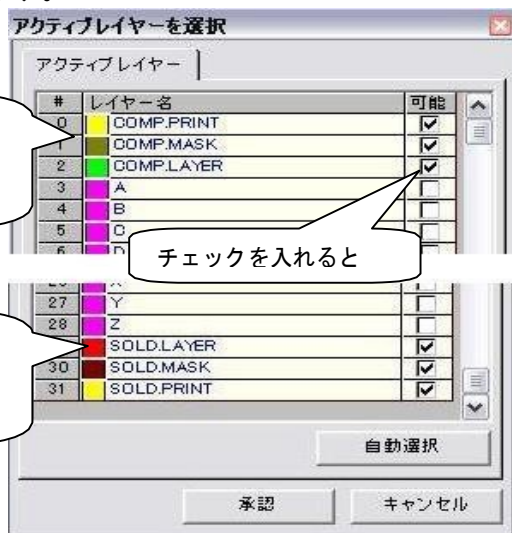 アクティブレイヤーを選択
アクティブレイヤー
# レイヤー名 可能
0 COMP.PRINT
1 COMP.MASK
2 COMP.LAYER
3 A
4 B
5 C
6 D
チェックを入れると
27 Y
28 Z
SOLD.LAYER
30 SOLD.MASK
31 SOLD.PRINT
自動選択
承認 キャンセル